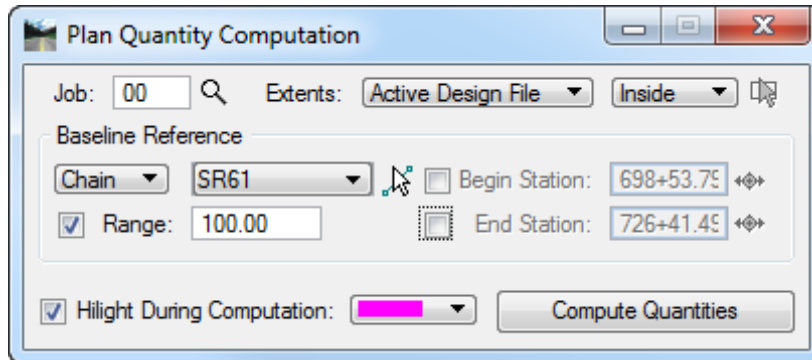 Plan Quantity Computation
Job: 00 Extents: Active Design File Inside
Baseline Reference
Chain SR61 Begin Station: 698+53.79
Range: 100.00 End Station: 726+41.49
Hilight During Computation: Compute Quantities